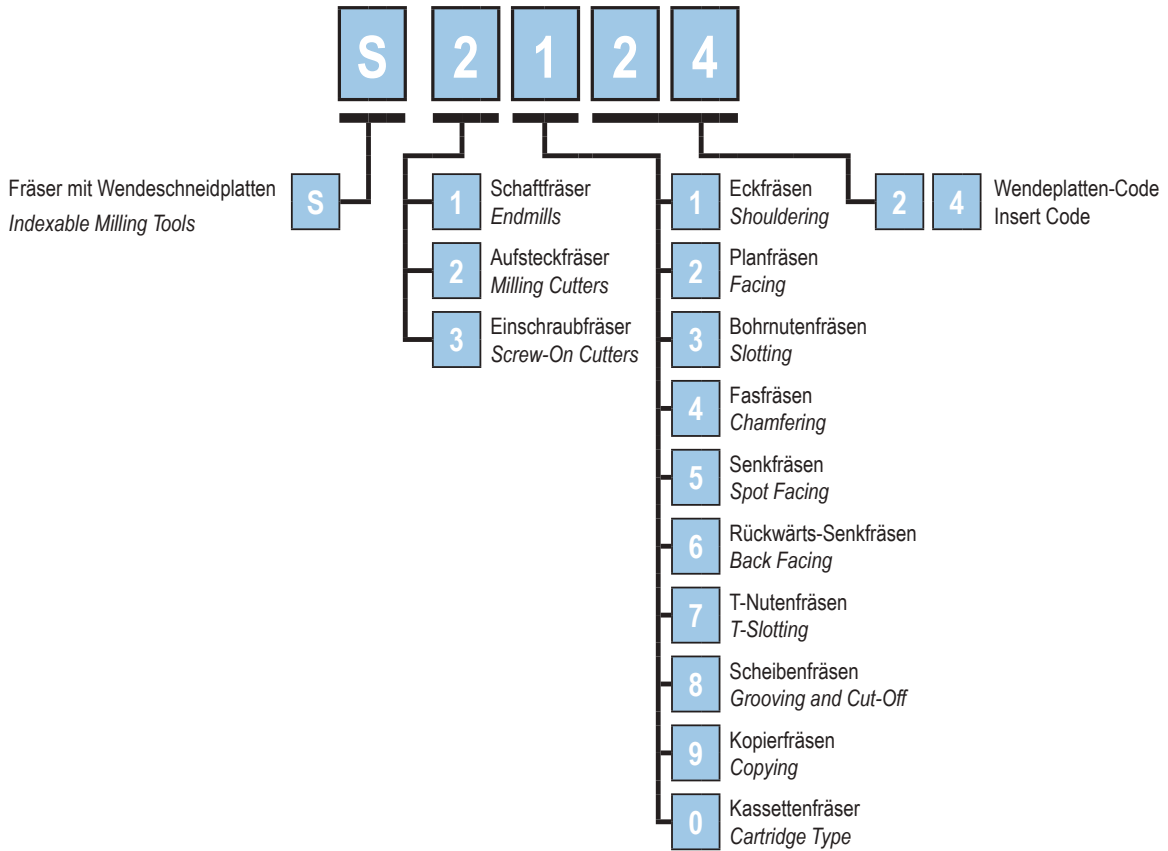 S 2 1 2 4
Fräser mit Wendeschneidplatten
Indexable Milling Tools
S
1 Schaftfräser
Endmills
2 Aufsteckfräser
Milling Cutters
3 Einschraubfräser
Screw-On Cutters
1 Eckfräsen
Shouldering
2 Planfräsen
Facing
3 Bohrnutenfräsen
Slotting
4 Fasfräsen
Chamfering
5 Senkfräsen
Spot Facing
6 Rückwärts-Senkfräsen
Back Facing
7 T-Nutenfräsen
T-Slotting
8 Scheibenfräsen
Grooving and Cut-Off
9 Kopierfräsen
Copying
0 Kassettenfräser
Cartridge Type
2 4 Wendeplatten-Code
Insert Code